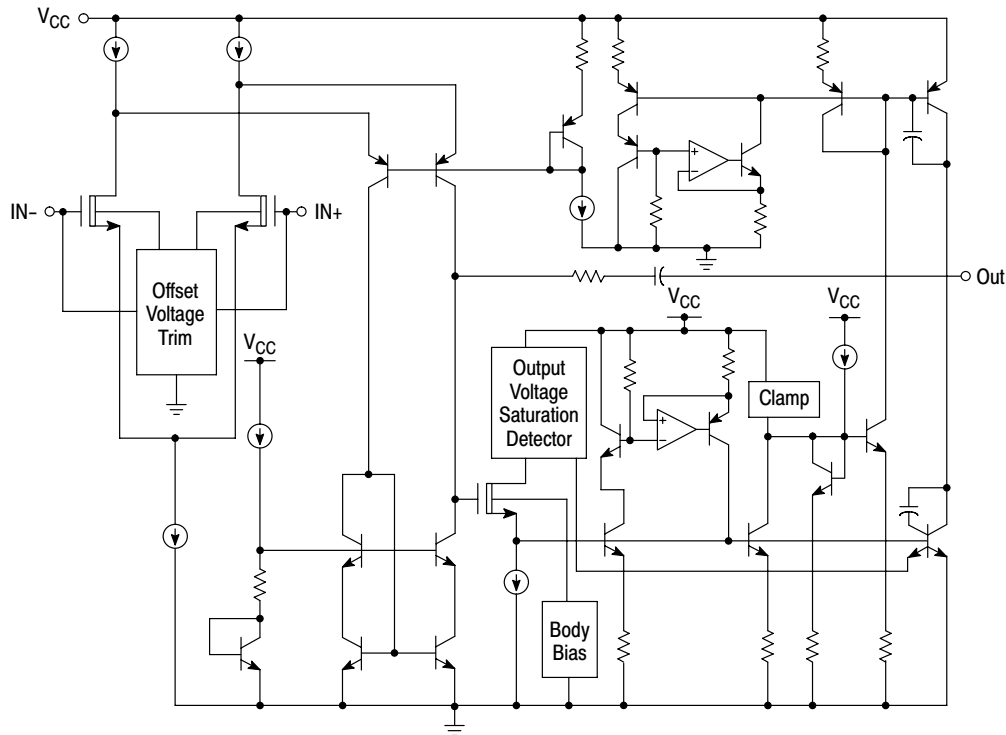 VCC
IN-
IN+
Offset
Voltage
Trim
Out
VCC
VCC
VCC
Output
Voltage
Saturation
Detector
+
−
+
−
Clamp
Body
Bias